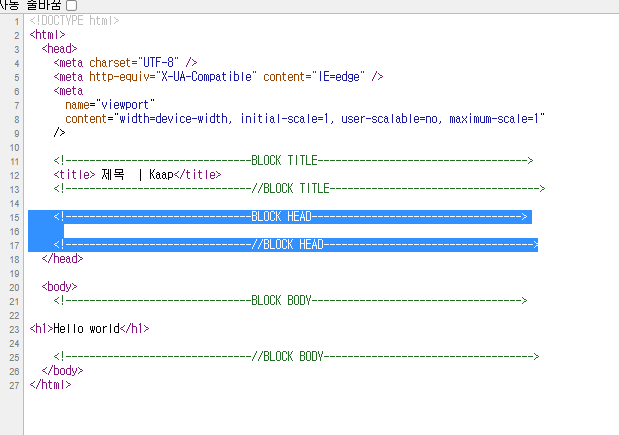 자동 줄바꿈
1 <!DOCTYPE html>
2 <html>
3 <head>
4 <meta charset="UTF-8" />
5 <meta http-equiv="X-UA-Compatible" content="IE=edge" />
6 <meta
7 name="viewport"
8 content="width=device-width, initial-scale=1, user-scalable=no, maximum-scale=1"
9 />
10
11 <!-------------------------------BLOCK TITLE----------------------------------->
12 <title> 제목 | Kaap</title>
13 <!-------------------------------//BLOCK TITLE----------------------------------->
14
15 <!-------------------------------BLOCK HEAD----------------------------------->
16
17 <!-------------------------------//BLOCK HEAD----------------------------------->
18 </head>
19
20 <body>
21 <!-------------------------------BLOCK BODY----------------------------------->
22
23 <h1>Hello world</h1>
24
25 <!-------------------------------//BLOCK BODY----------------------------------->
26 </body>
27 </html>